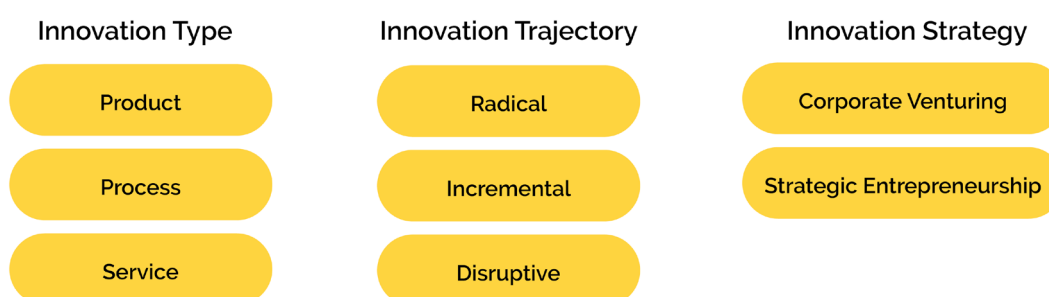 Innovation Type
Product
Process
Service
Innovation Trajectory
Radical
Incremental
Disruptive
Innovation Strategy
Corporate Venturing
Strategic Entrepreneurship